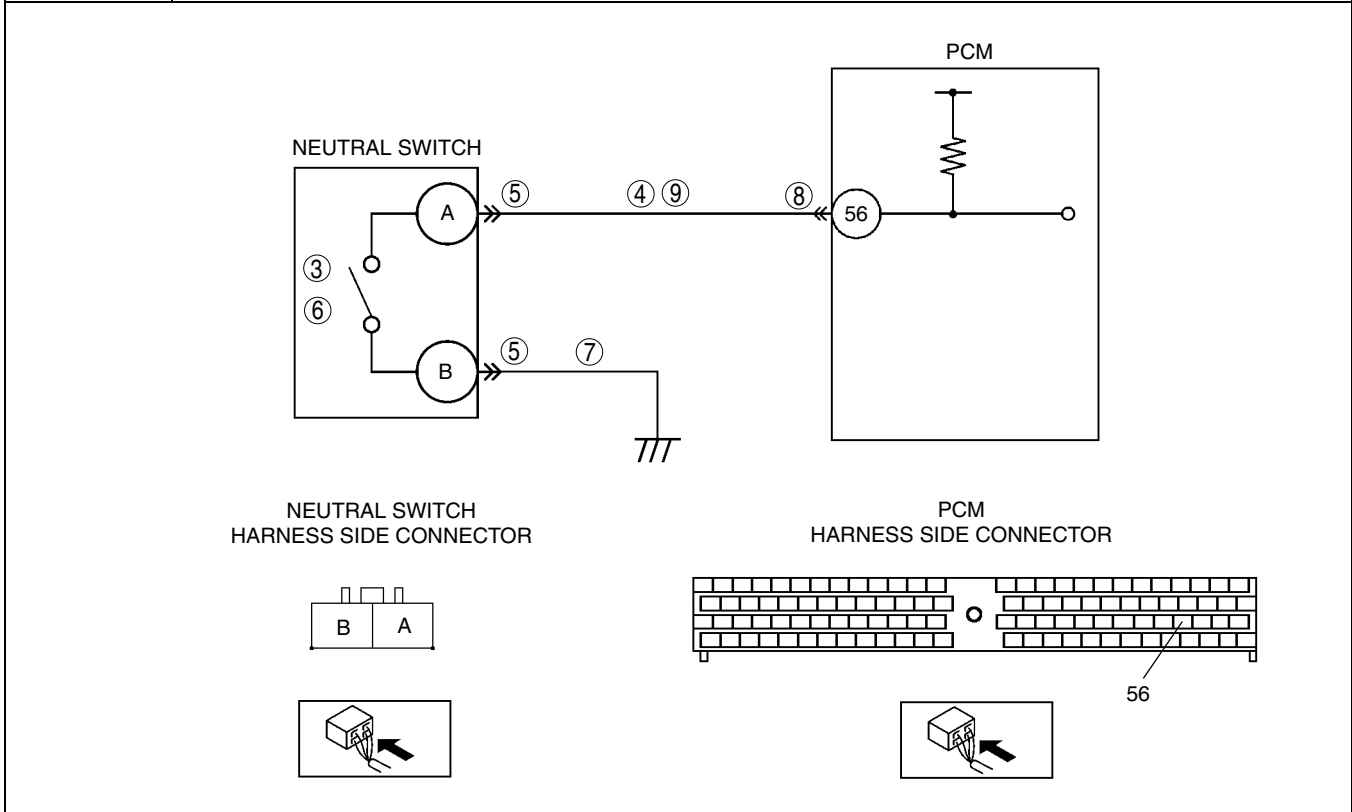 PCM
NEUTRAL SWITCH
⑤
④ ⑨
⑧
A
56
③
⑥
⑤
⑦
B
NEUTRAL SWITCH
HARNESS SIDE CONNECTOR
PCM
HARNESS SIDE CONNECTOR
B A
56